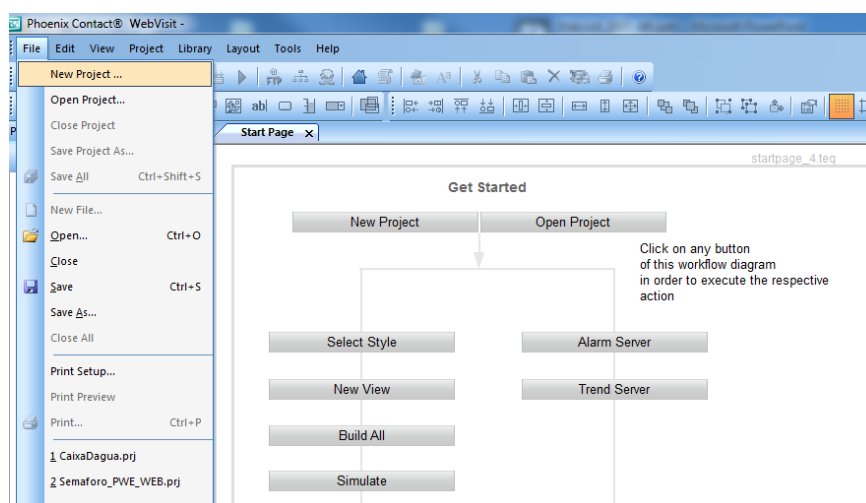 Phoenix Contact® WebVisit -
File Edit View Project Library Layout Tools Help
New Project ...
Open Project...
Close Project
Save Project As...
Save All Ctrl+Shift+S
New File...
Open... Ctrl+O
Close
Save Ctrl+S
Save As...
Close All
Print Setup...
Print Preview
Print... Ctrl+P
1 CaixaDagua.prj
2 Semaforo_PWE_WEB.prj
FTP
ab|
Start Page x
startpage_4.teq
Get Started
New Project Open Project
Click on any button
of this workflow diagram
in order to execute the respective
action
Select Style Alarm Server
New View Trend Server
Build All
Simulate